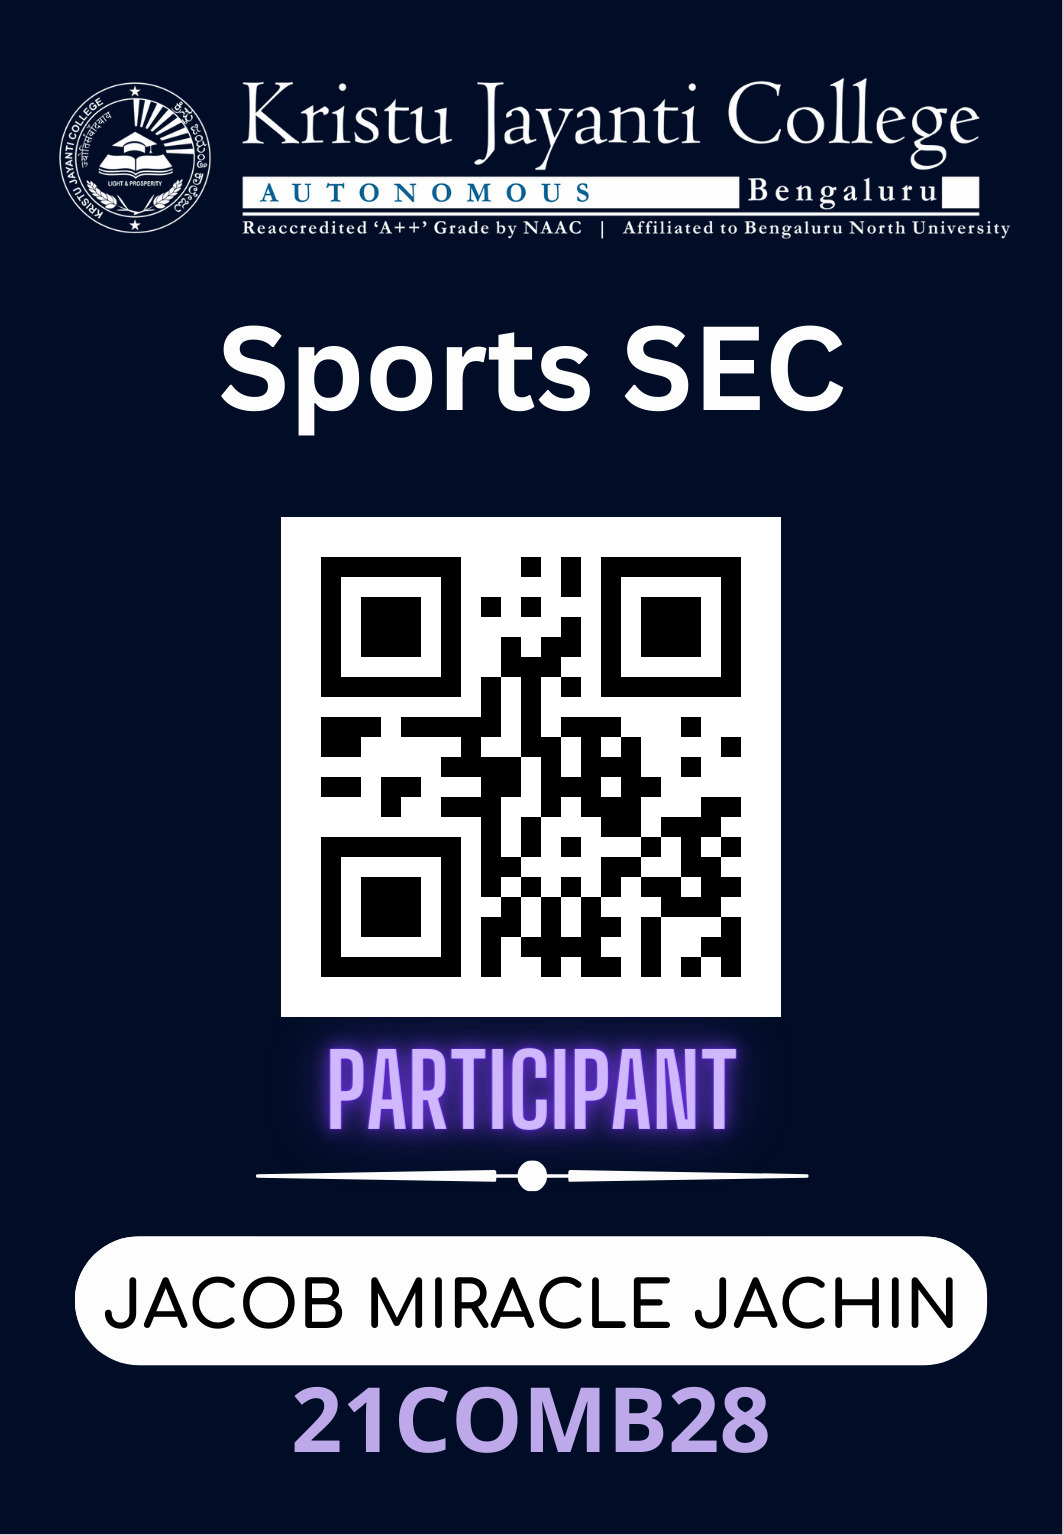 Kristu Jayanti College
AUTONOMOUS Bengaluru
Reaccredited ‘A++’ Grade by NAAC | Affiliated to Bengaluru North University
KRISTU JAYANTI COLLEGE
LIGHT & PROSPERITY
Sports SEC
PARTICIPANT
JACOB MIRACLE JACHIN
21COMB28